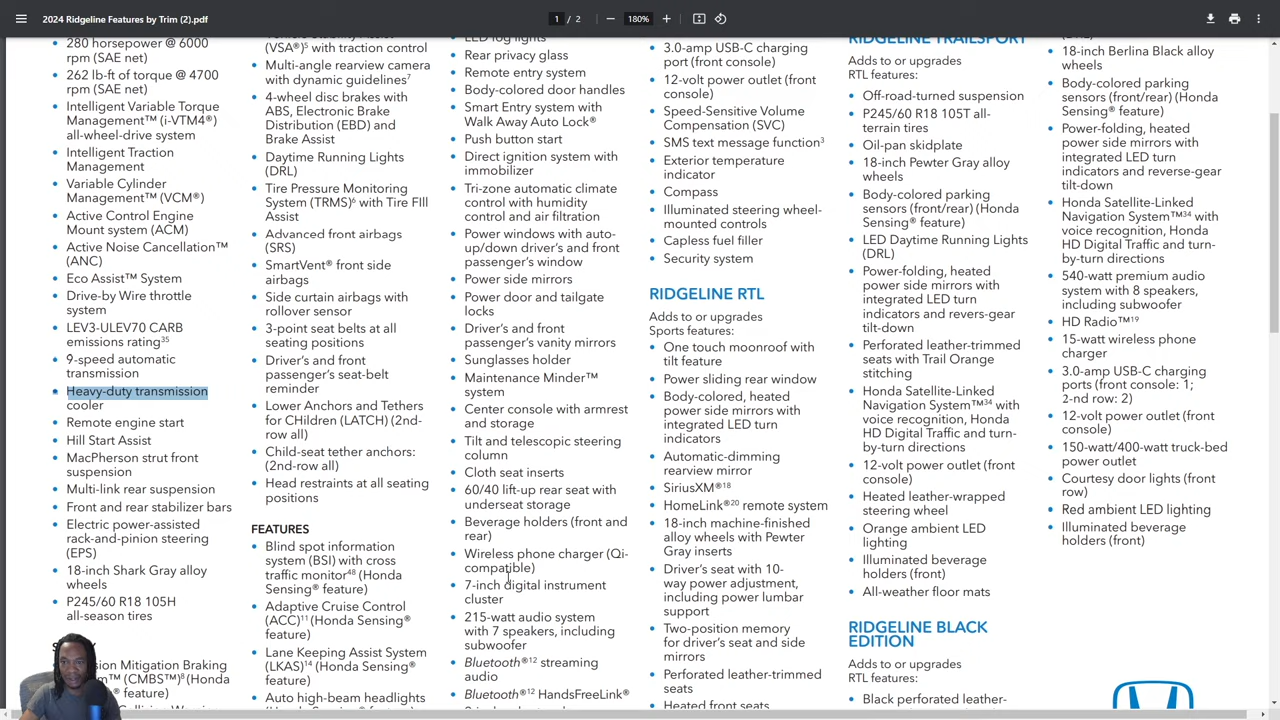 2024 Ridgeline Features by Trim (2).pdf
1 / 2
180%
280 horsepower @ 6000
rpm (SAE net)
262 lb-ft of torque @ 4700
rpm (SAE net)
Intelligent Variable Torque
Management™ (i-VTM4®)
all-wheel-drive system
Intelligent Traction
Management
Variable Cylinder
Management™ (VCM®)
Active Control Engine
Mount system (ACM)
Active Noise Cancellation™
(ANC)
Eco Assist™ System
Drive-by Wire throttle
system
LEV3-ULEV70 CARB
emissions rating³⁵
9-speed automatic
transmission
Heavy-duty transmission
cooler
Remote engine start
Hill Start Assist
MacPherson strut front
suspension
Multi-link rear suspension
Front and rear stabilizer bars
Electric power-assisted
rack-and-pinion steering
(EPS)
18-inch Shark Gray alloy
wheels
P245/60 R18 105H
all-season tires
Mitigation Braking
(CMBS™)⁸ (Honda
feature)
(VSA®)⁵ with traction control
Multi-angle rearview camera
with dynamic guidelines⁷
4-wheel disc brakes with
ABS, Electronic Brake
Distribution (EBD) and
Brake Assist
Daytime Running Lights
(DRL)
Tire Pressure Monitoring
System (TRMS)⁶ with Tire FIll
Assist
Advanced front airbags
(SRS)
SmartVent® front side
airbags
Side curtain airbags with
rollover sensor
3-point seat belts at all
seating positions
Driver's and front
passenger's seat-belt
reminder
Lower Anchors and Tethers
for Children (LATCH) (2nd-
row all)
Child-seat tether anchors:
(2nd-row all)
Head restraints at all seating
positions
FEATURES
Blind spot information
system (BSI) with cross
traffic monitor⁴⁸ (Honda
Sensing® feature)
Adaptive Cruise Control
(ACC)¹¹ (Honda Sensing®
feature)
Lane Keeping Assist System
(LKAS)¹⁴ (Honda Sensing®
feature)
Auto high-beam headlights
LED fog lights
Rear privacy glass
Remote entry system
Body-colored door handles
Smart Entry system with
Walk Away Auto Lock®
Push button start
Direct ignition system with
immobilizer
Tri-zone automatic climate
control with humidity
control and air filtration
Power windows with auto-
up/down driver's and front
passenger's window
Power side mirrors
Power door and tailgate
locks
Driver's and front
passenger's vanity mirrors
Sunglasses holder
Maintenance Minder™
system
Center console with armrest
and storage
Tilt and telescopic steering
column
Cloth seat inserts
60/40 lift-up rear seat with
underseat storage
Beverage holders (front and
rear)
Wireless phone charger (Qi-
compatible)
7-inch digital instrument
cluster
215-watt audio system
with 7 speakers, including
subwoofer
Bluetooth®¹² streaming
audio
Bluetooth®¹² HandsFreeLink®
3.0-amp USB-C charging
port (front console)
12-volt power outlet (front
console)
Speed-Sensitive Volume
Compensation (SVC)
SMS text message function³
Exterior temperature
indicator
Compass
Illuminated steering wheel-
mounted controls
Capless fuel filler
Security system
RIDGELINE RTL
Adds to or upgrades
Sports features:
One touch moonroof with
tilt feature
Power sliding rear window
Body-colored, heated
power side mirrors with
integrated LED turn
indicators
Automatic-dimming
rearview mirror
SiriusXM®¹⁸
HomeLink®²⁰ remote system
18-inch machine-finished
alloy wheels with Pewter
Gray inserts
Driver's seat with 10-
way power adjustment,
including power lumbar
support
Two-position memory
for driver's seat and side
mirrors
Perforated leather-trimmed
seats
Heated front seats
RIDGELINE TRAILSPORT
Adds to or upgrades
RTL features:
Off-road-turned suspension
P245/60 R18 105T all-
terrain tires
Oil-pan skidplate
18-inch Pewter Gray alloy
wheels
Body-colored parking
sensors (front/rear) (Honda
Sensing® feature)
LED Daytime Running Lights
(DRL)
Power-folding, heated
power side mirrors with
integrated LED turn
indicators and revers-gear
tilt-down
Perforated leather-trimmed
seats with Trail Orange
stitching
Honda Satellite-Linked
Navigation System™³⁴ with
voice recognition, Honda
HD Digital Traffic and turn-
by-turn directions
12-volt power outlet (front
console)
Heated leather-wrapped
steering wheel
Orange ambient LED
lighting
Illuminated beverage
holders (front)
All-weather floor mats
RIDGELINE BLACK
EDITION
Adds to or upgrades
RTL features:
Black perforated leather-
18-inch Berlina Black alloy
wheels
Body-colored parking
sensors (front/rear) (Honda
Sensing® feature)
Power-folding, heated
power side mirrors with
integrated LED turn
indicators and reverse-gear
tilt-down
Honda Satellite-Linked
Navigation System™³⁴ with
voice recognition, Honda
HD Digital Traffic and turn-
by-turn directions
540-watt premium audio
system with 8 speakers,
including subwoofer
HD Radio™¹⁹
15-watt wireless phone
charger
3.0-amp USB-C charging
ports (front console: 1;
2-nd row: 2)
12-volt power outlet (front
console)
150-watt/400-watt truck-bed
power outlet
Courtesy door lights (front
row)
Red ambient LED lighting
Illuminated beverage
holders (front)